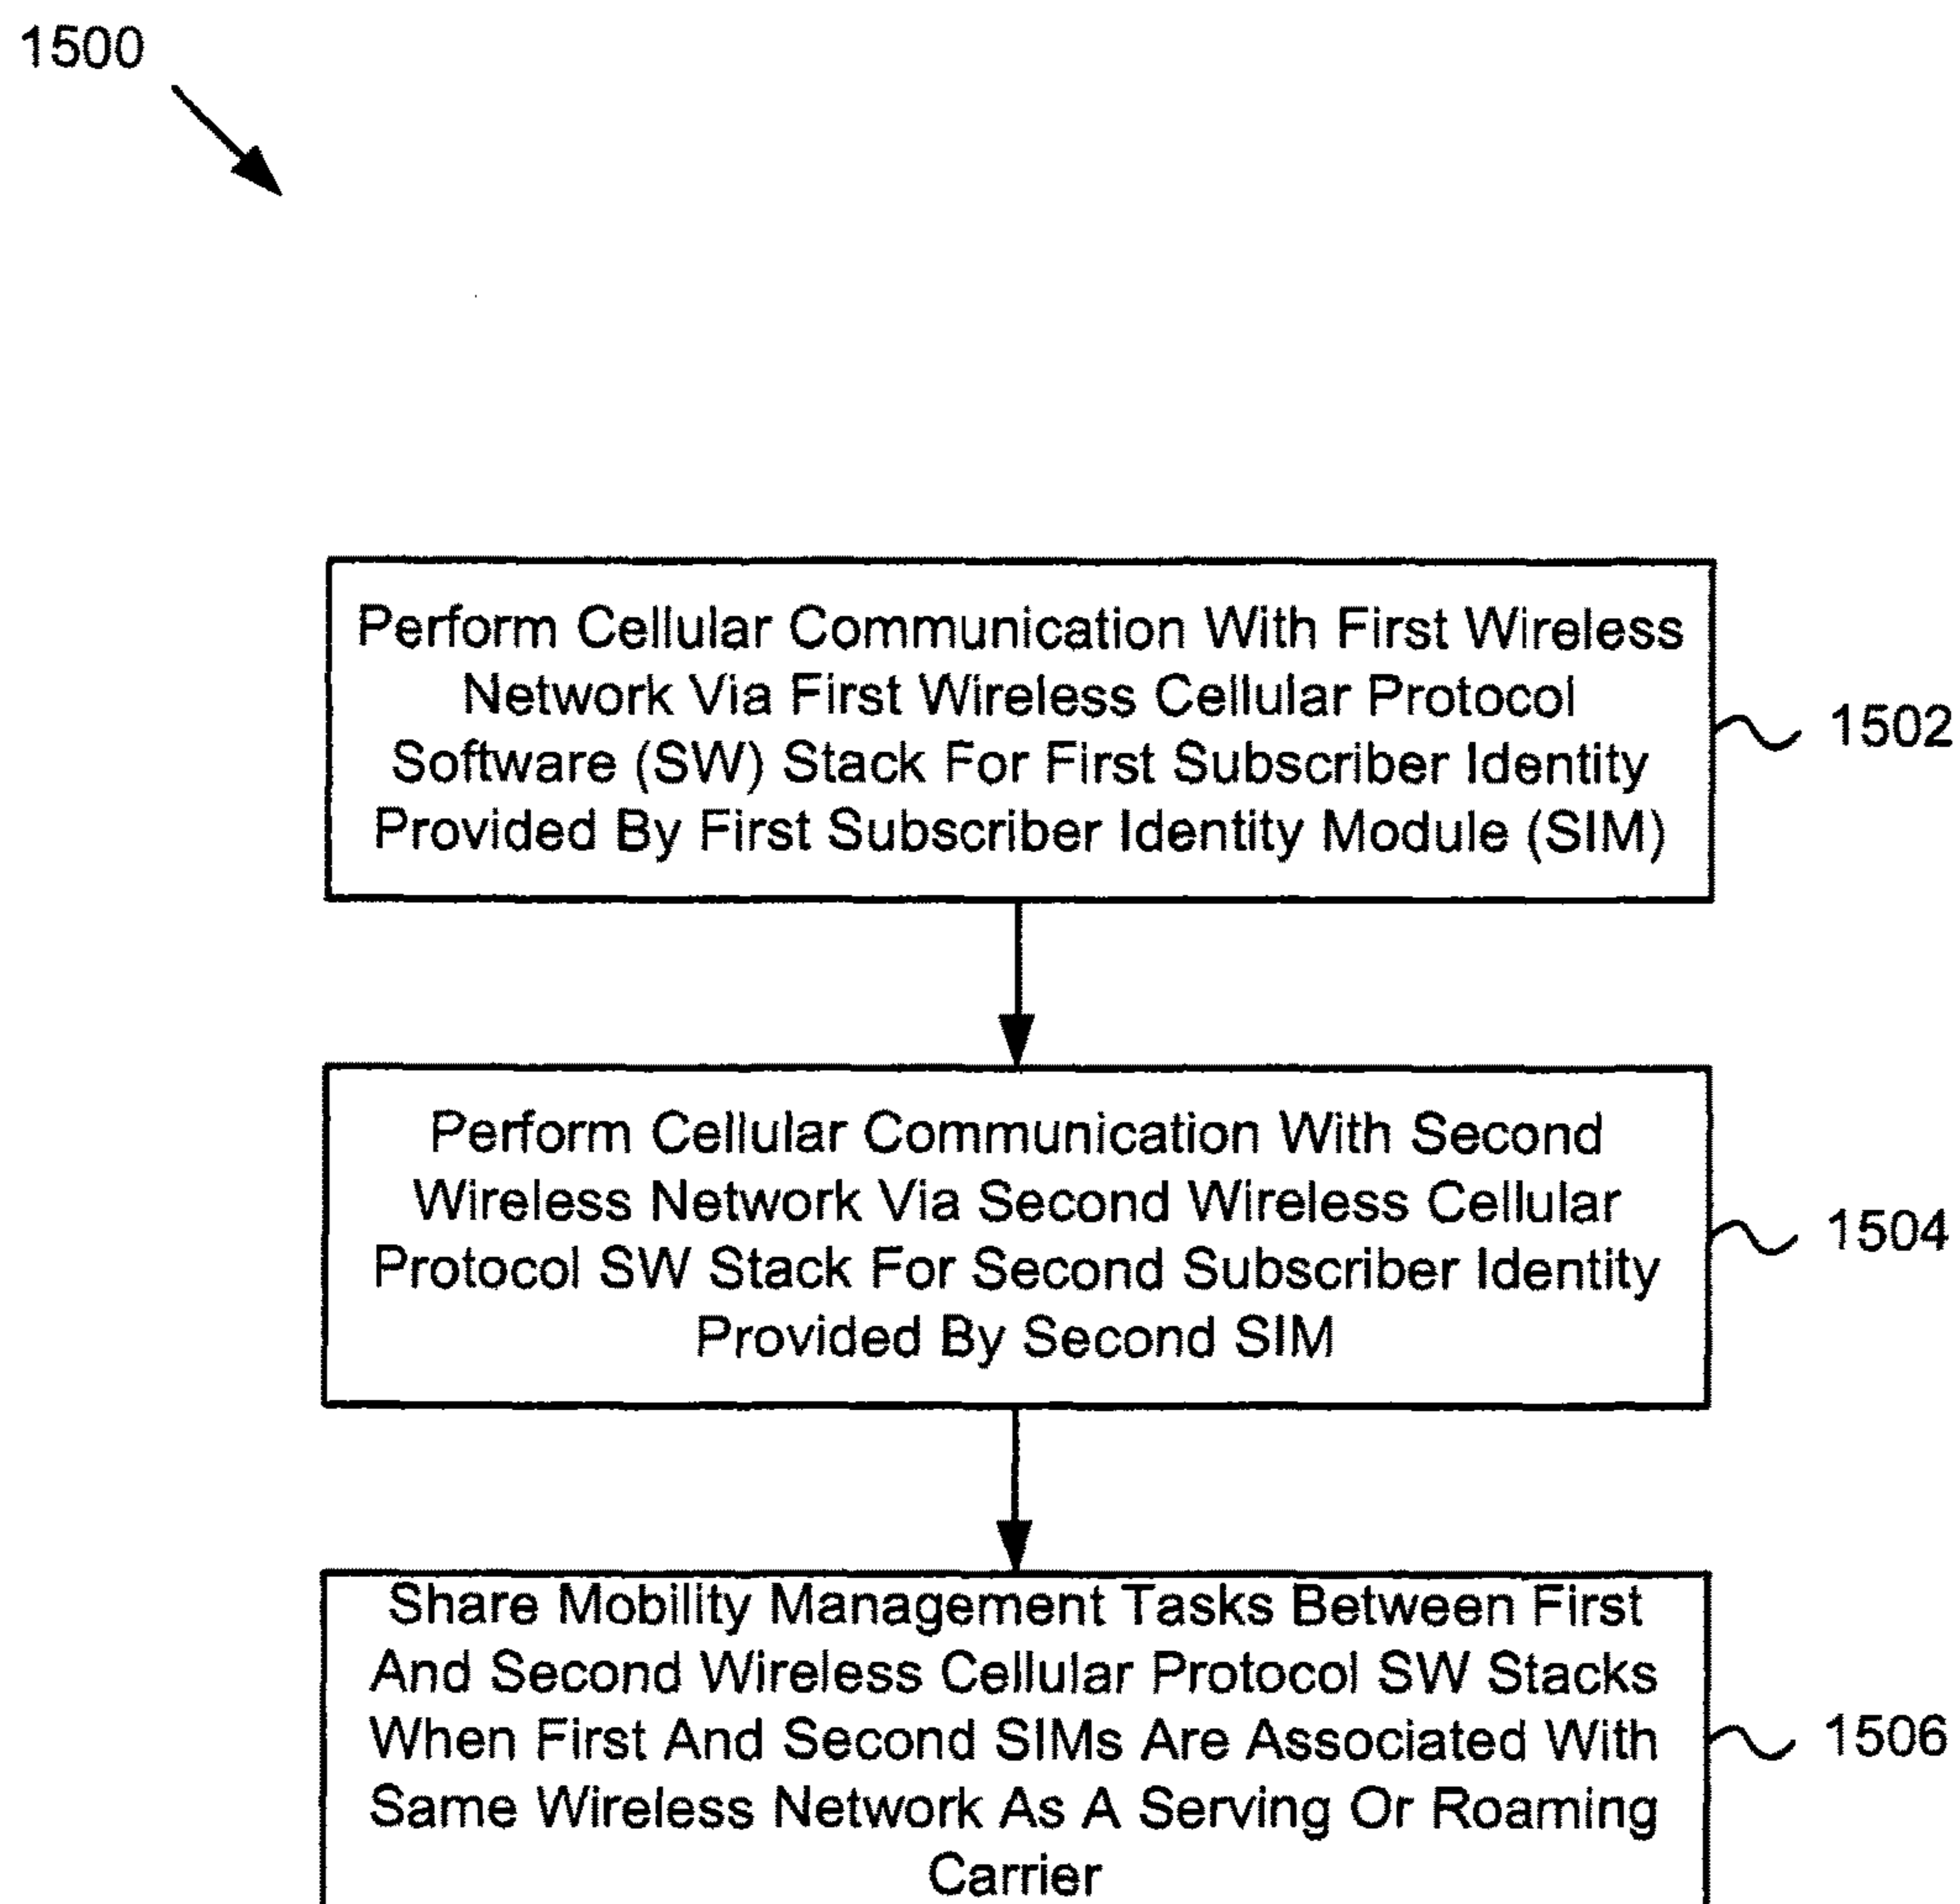 1500
Perform Cellular Communication With First Wireless
Network Via First Wireless Cellular Protocol
Software (SW) Stack For First Subscriber Identity
Provided By First Subscriber Identity Module (SIM)
1502
Perform Cellular Communication With Second
Wireless Network Via Second Wireless Cellular
Protocol SW Stack For Second Subscriber Identity
Provided By Second SIM
1504
Share Mobility Management Tasks Between First
And Second Wireless Cellular Protocol SW Stacks
When First And Second SIMs Are Associated With
Same Wireless Network As A Serving Or Roaming
Carrier
1506